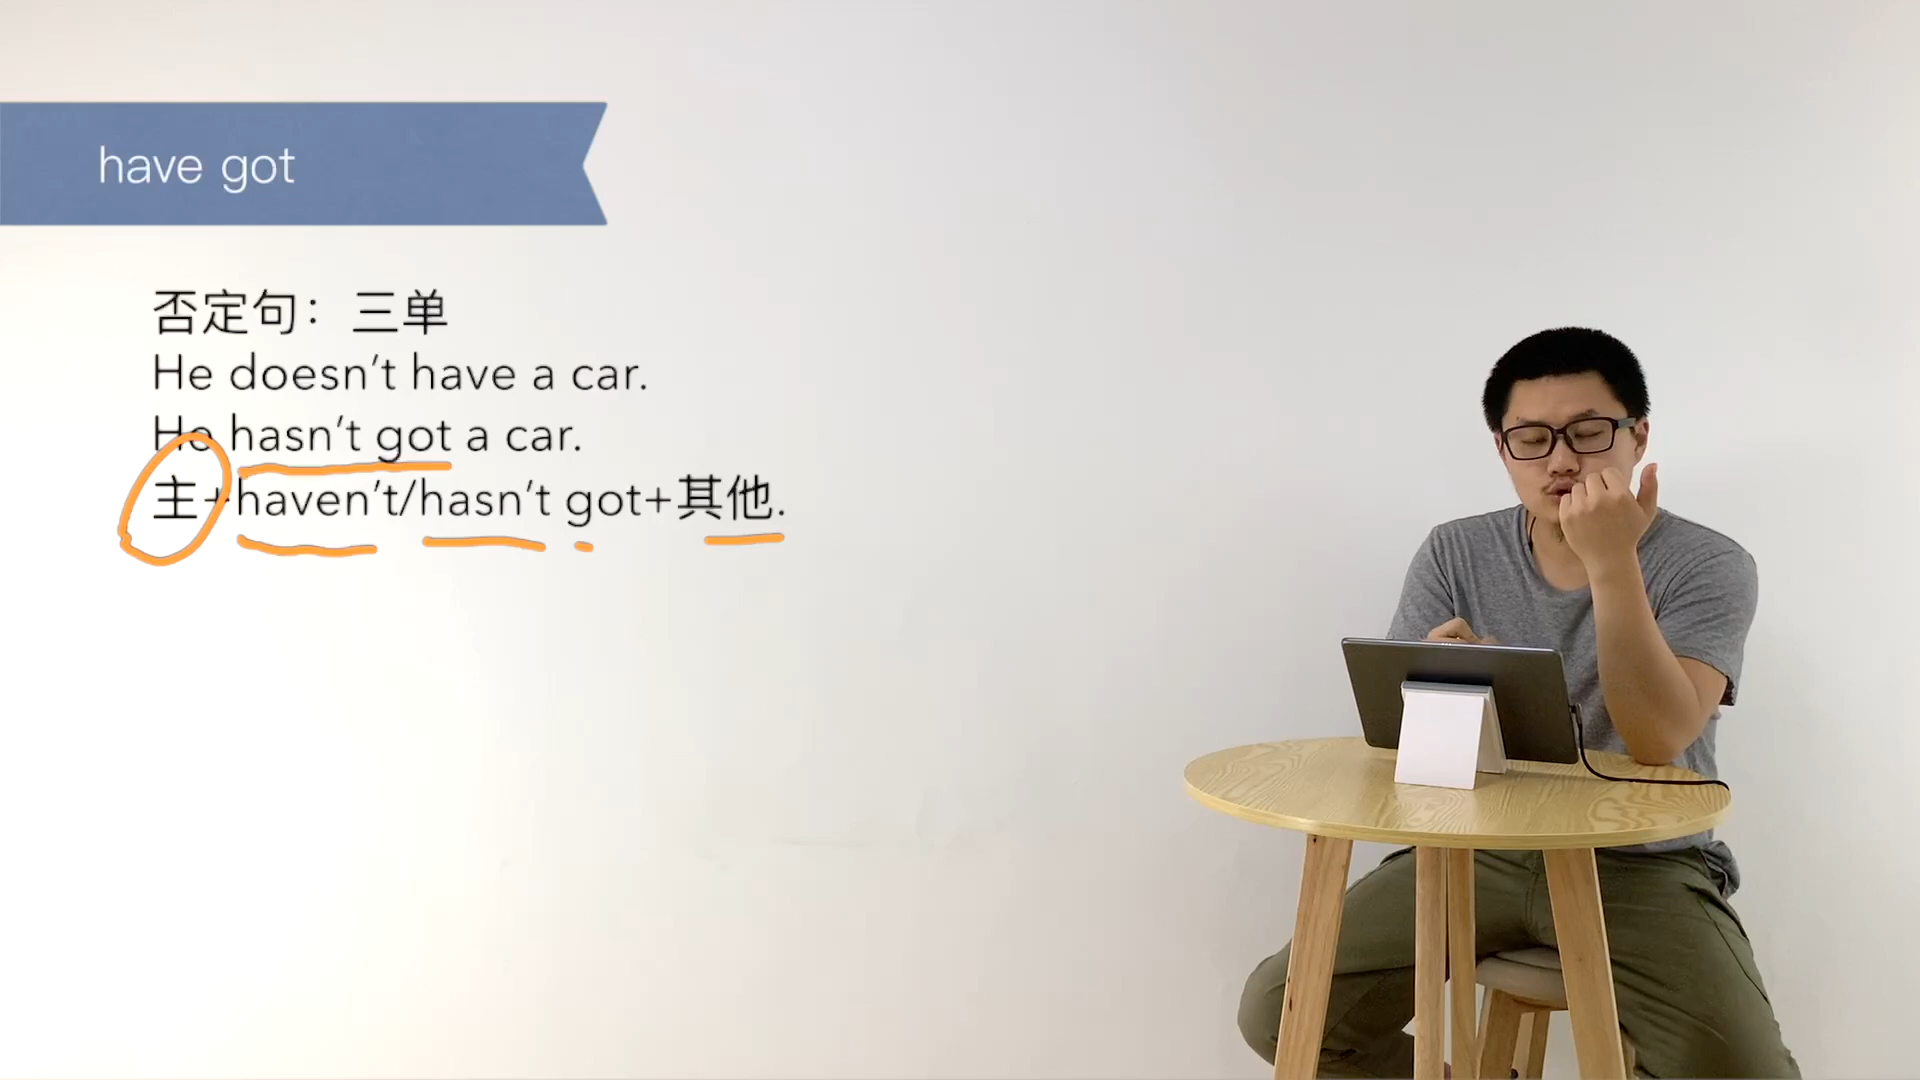 have got
否定句：三单
He doesn’t have a car.
He hasn’t got a car.
主+haven’t/hasn’t got+其他.